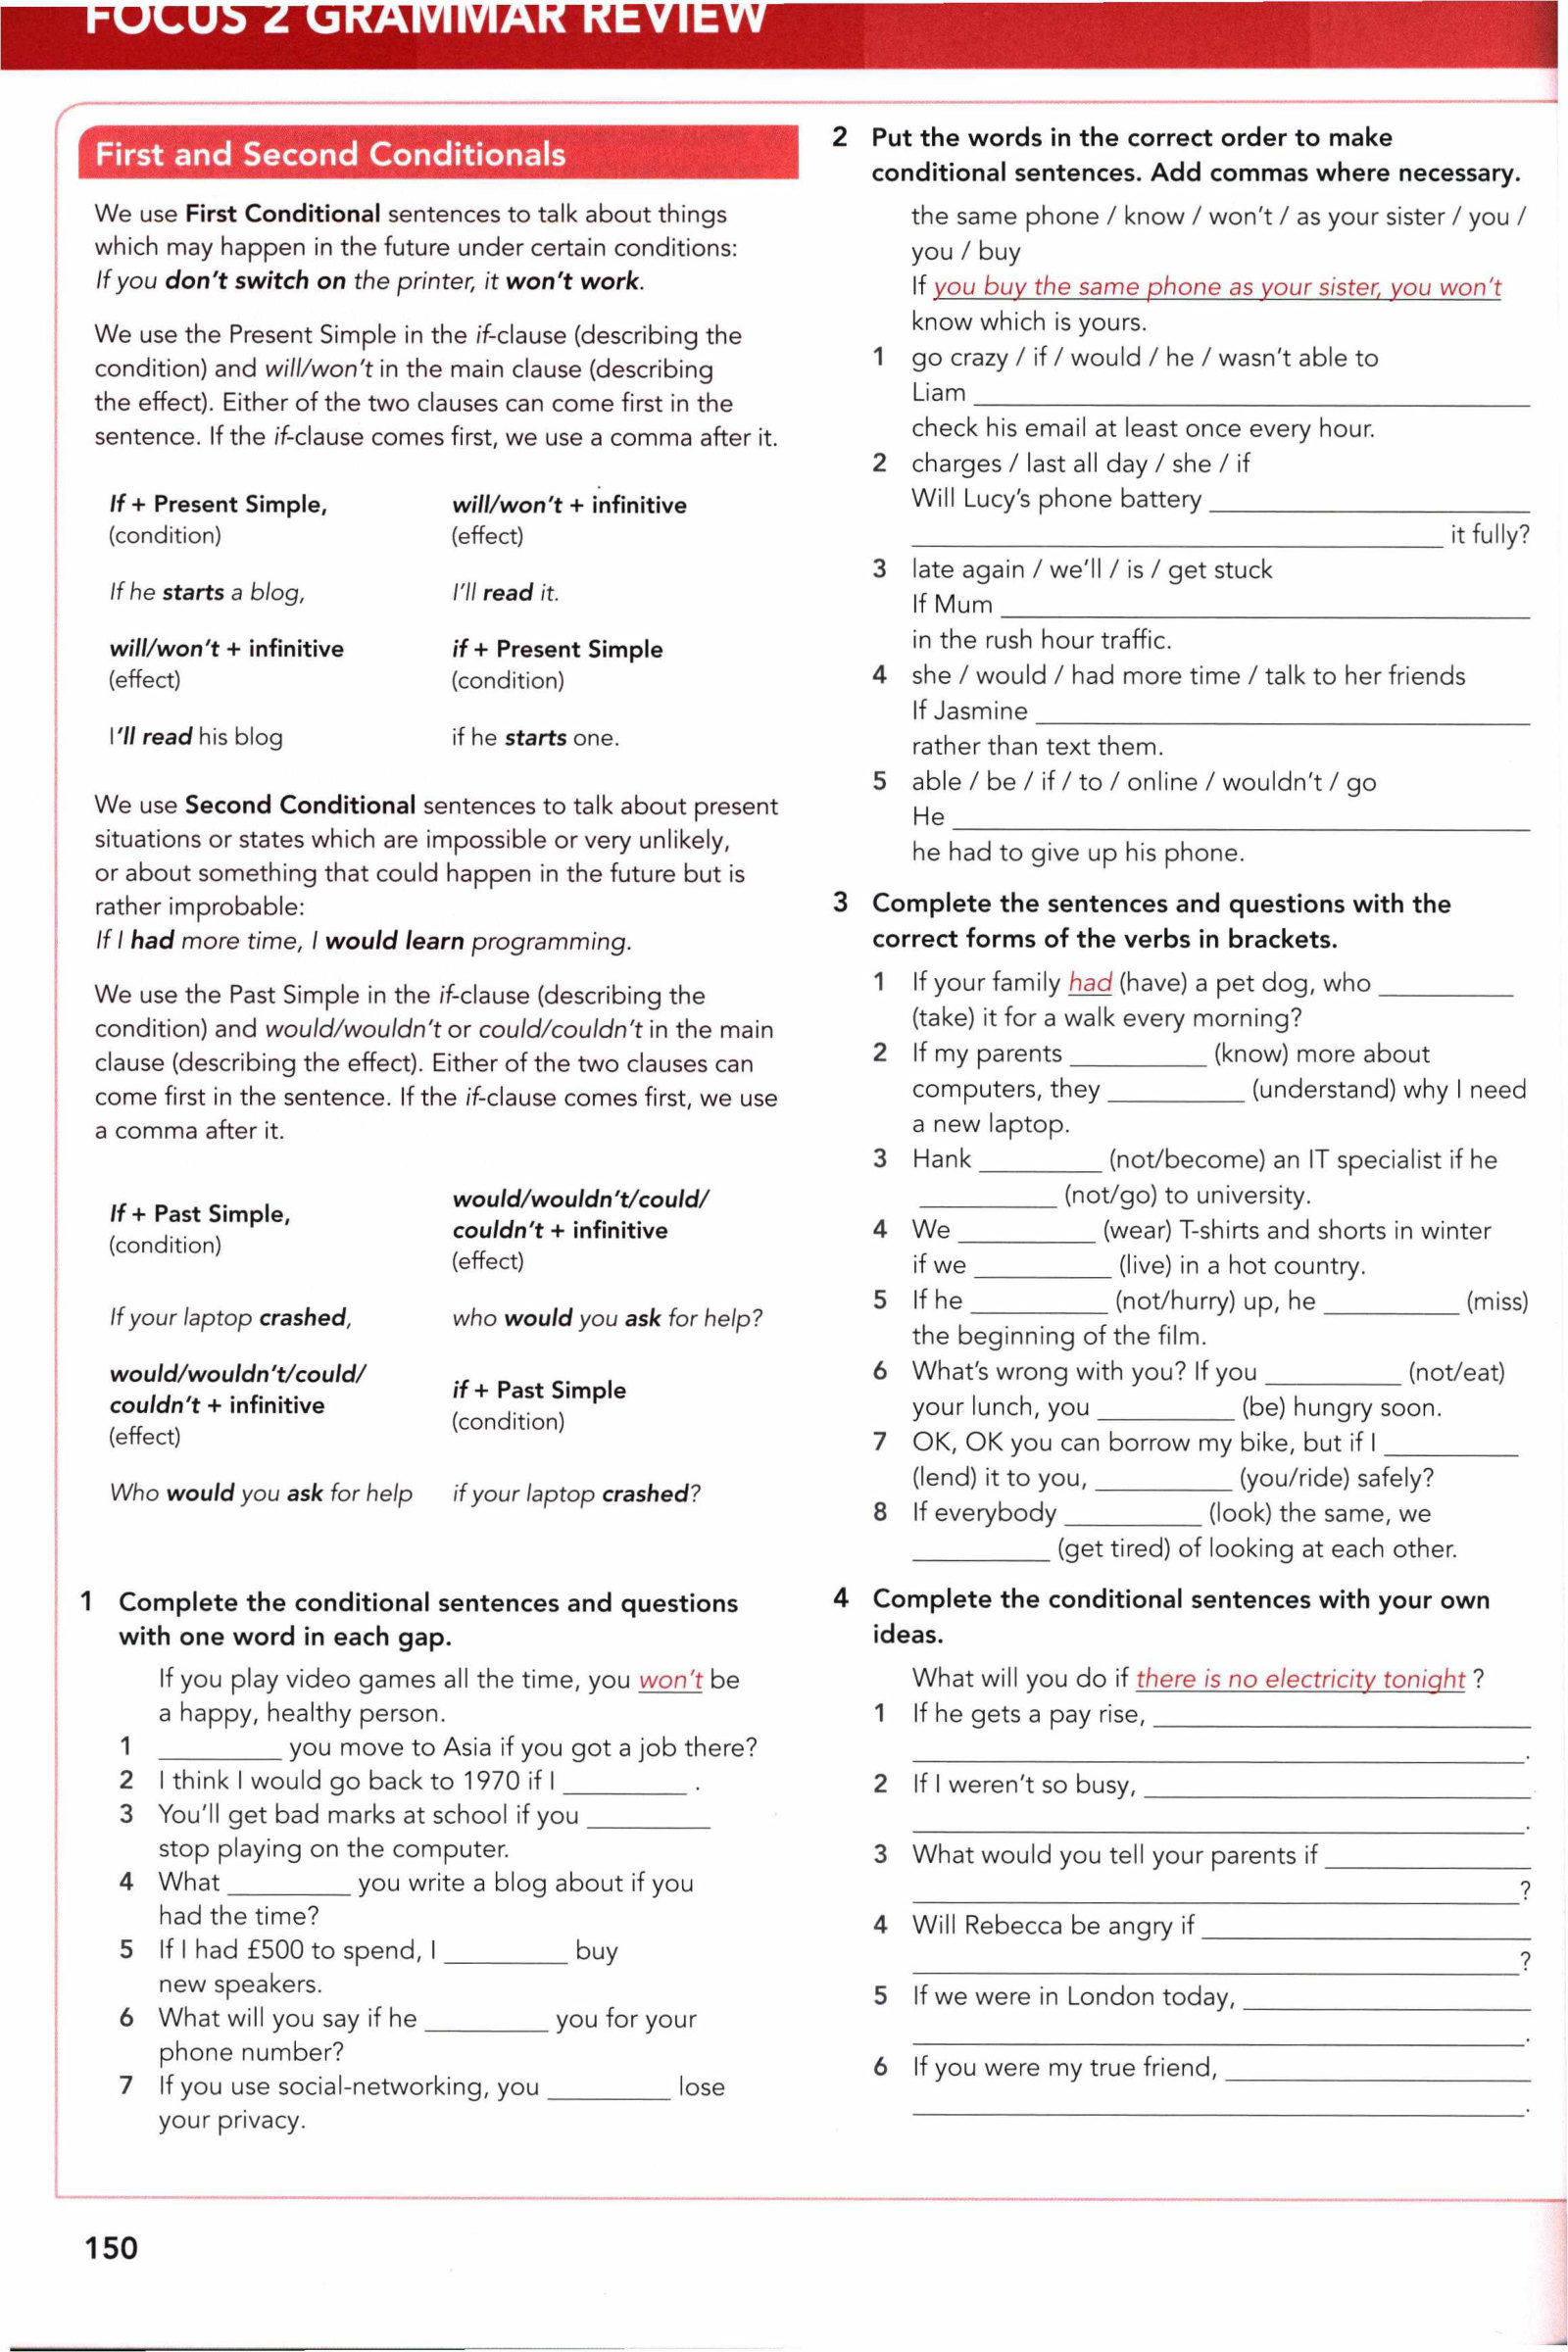 FOCUS 2 GRAMMAR REVIEW
First and Second Conditionals
We use First Conditional sentences to talk about things
which may happen in the future under certain conditions:
If you don't switch on the printer, it won't work.
We use the Present Simple in the if-clause (describing the
condition) and will/won't in the main clause (describing
the effect). Either of the two clauses can come first in the
sentence. If the if-clause comes first, we use a comma after it.
If + Present Simple, will/won't + infinitive
(condition) (effect)
If he starts a blog, I'll read it.
will/won't + infinitive if + Present Simple
(effect) (condition)
I'll read his blog if he starts one.
We use Second Conditional sentences to talk about present
situations or states which are impossible or very unlikely,
or about something that could happen in the future but is
rather improbable:
If I had more time, I would learn programming.
We use the Past Simple in the if-clause (describing the
condition) and would/wouldn't or could/couldn't in the main
clause (describing the effect). Either of the two clauses can
come first in the sentence. If the if-clause comes first, we use
a comma after it.
If + Past Simple,
(condition)
would/wouldn't/could/
couldn't + infinitive
(effect)
If your laptop crashed, who would you ask for help?
would/wouldn't/could/
couldn't + infinitive
(effect)
if + Past Simple
(condition)
Who would you ask for help if your laptop crashed?
1 Complete the conditional sentences and questions
with one word in each gap.
If you play video games all the time, you won't be
a happy, healthy person.
1 ________ you move to Asia if you got a job there?
2 I think I would go back to 1970 if I ________ .
3 You'll get bad marks at school if you ________
stop playing on the computer.
4 What ________ you write a blog about if you
had the time?
5 If I had £500 to spend, I ________ buy
new speakers.
6 What will you say if he ________ you for your
phone number?
7 If you use social-networking, you ________ lose
your privacy.
2 Put the words in the correct order to make
conditional sentences. Add commas where necessary.
the same phone / know / won't / as your sister / you /
you / buy
If you buy the same phone as your sister, you won't
know which is yours.
1 go crazy / if / would / he / wasn't able to
Liam ________
check his email at least once every hour.
2 charges / last all day / she / if
Will Lucy's phone battery ________
________ it fully?
3 late again / we'll / is / get stuck
If Mum ________
in the rush hour traffic.
4 she / would / had more time / talk to her friends
If Jasmine ________
rather than text them.
5 able / be / if / to / online / wouldn't / go
He ________
he had to give up his phone.
3 Complete the sentences and questions with the
correct forms of the verbs in brackets.
1 If your family had (have) a pet dog, who ________
(take) it for a walk every morning?
2 If my parents ________ (know) more about
computers, they ________ (understand) why I need
a new laptop.
3 Hank ________ (not/become) an IT specialist if he
________ (not/go) to university.
4 We ________ (wear) T-shirts and shorts in winter
if we ________ (live) in a hot country.
5 If he ________ (not/hurry) up, he ________ (miss)
the beginning of the film.
6 What's wrong with you? If you ________ (not/eat)
your lunch, you ________ (be) hungry soon.
7 OK, OK you can borrow my bike, but if I ________
(lend) it to you, ________ (you/ride) safely?
8 If everybody ________ (look) the same, we
________ (get tired) of looking at each other.
4 Complete the conditional sentences with your own
ideas.
What will you do if there is no electricity tonight ?
1 If he gets a pay rise, ________
________ .
2 If I weren't so busy, ________
________ .
3 What would you tell your parents if ________
________ ?
4 Will Rebecca be angry if ________
________ ?
5 If we were in London today, ________
________ .
6 If you were my true friend, ________
________ .
150